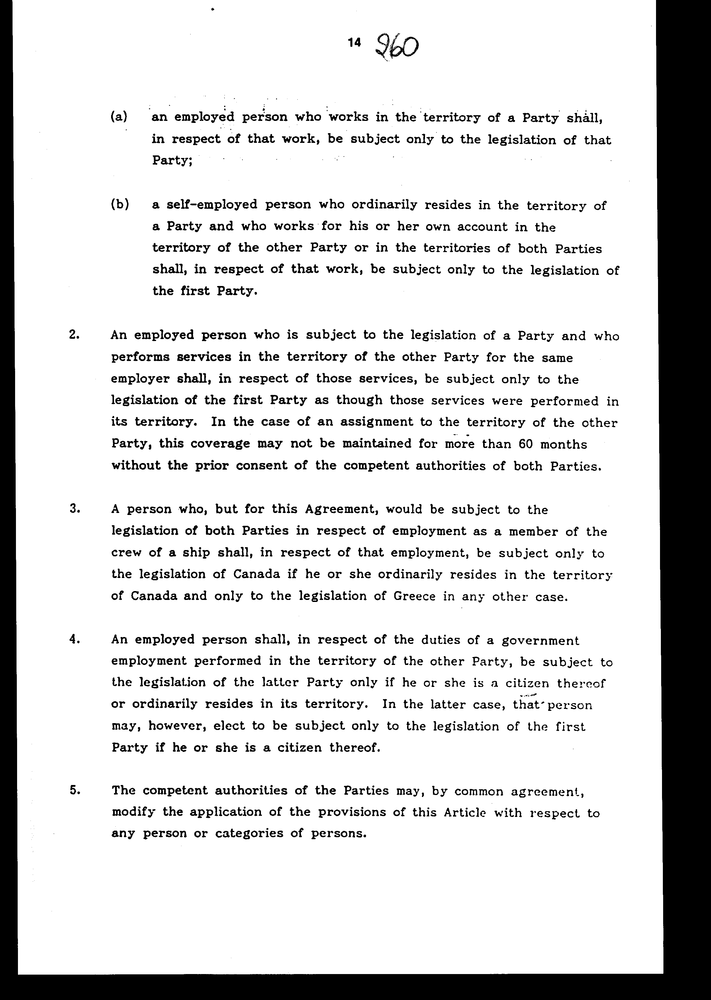 14 260
(a) an employed person who works in the territory of a Party shall,
in respect of that work, be subject only to the legislation of that
Party;
(b) a self-employed person who ordinarily resides in the territory of
a Party and who works for his or her own account in the
territory of the other Party or in the territories of both Parties
shall, in respect of that work, be subject only to the legislation of
the first Party.
2. An employed person who is subject to the legislation of a Party and who
performs services in the territory of the other Party for the same
employer shall, in respect of those services, be subject only to the
legislation of the first Party as though those services were performed in
its territory. In the case of an assignment to the territory of the other
Party, this coverage may not be maintained for more than 60 months
without the prior consent of the competent authorities of both Parties.
3. A person who, but for this Agreement, would be subject to the
legislation of both Parties in respect of employment as a member of the
crew of a ship shall, in respect of that employment, be subject only to
the legislation of Canada if he or she ordinarily resides in the territory
of Canada and only to the legislation of Greece in any other case.
4. An employed person shall, in respect of the duties of a government
employment performed in the territory of the other Party, be subject to
the legislation of the latter Party only if he or she is a citizen thereof
or ordinarily resides in its territory. In the latter case, that person
may, however, elect to be subject only to the legislation of the first
Party if he or she is a citizen thereof.
5. The competent authorities of the Parties may, by common agreement,
modify the application of the provisions of this Article with respect to
any person or categories of persons.